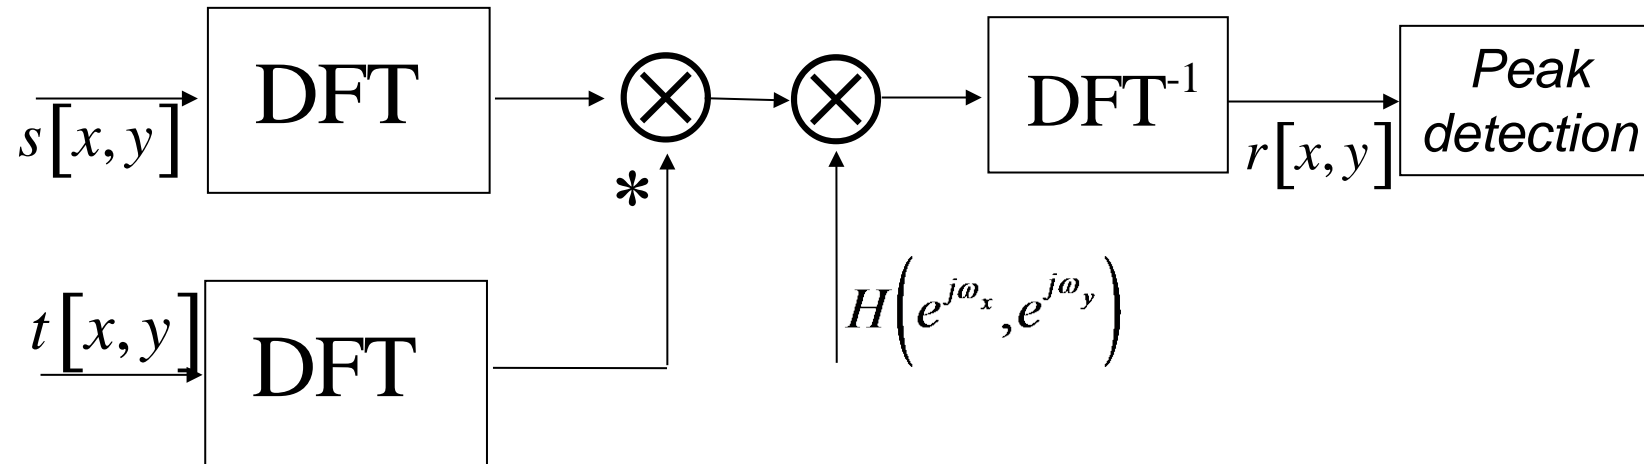 s[x, y]
DFT
*
DFT⁻¹
r[x, y]
Peak
detection
t[x, y]
DFT
H(e^{jω_x}, e^{jω_y})